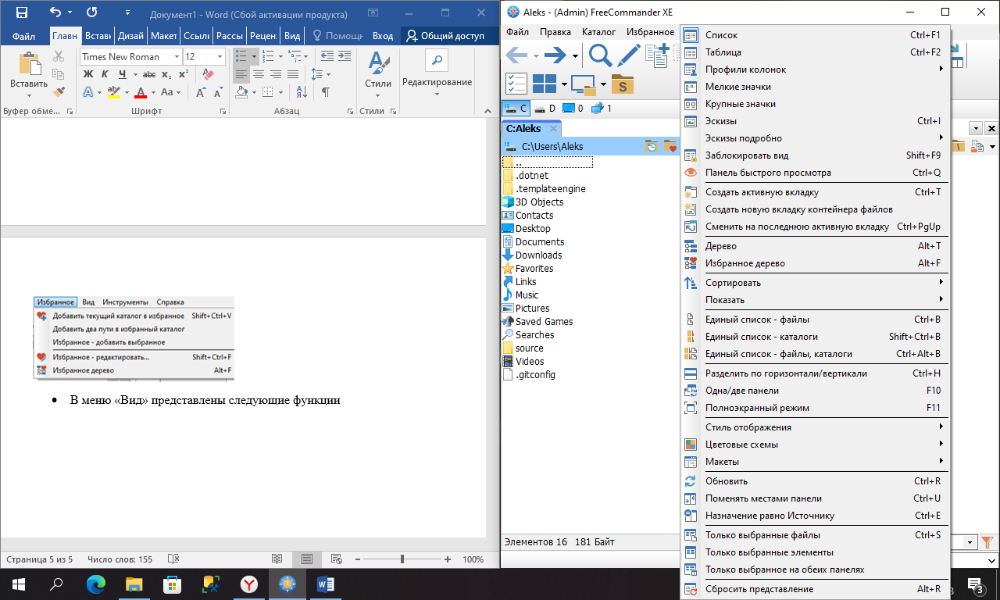 Документ1 - Word (Сбой активации продукта)
Файл Главн Встав Дизай Макет Ссылк Рассы Рецен Вид Помощ Вход Общий доступ
Times New Roman 12
Вставить
Ж К Ч abc x₂ x²
Aa
Стили
Редактирование
Буфер обме... Шрифт Абзац Стили
Избранное Вид Инструменты Справка
Добавить текущий каталог в избранное Shift+Ctrl+V
Добавить два пути в избранный каталог
Избранное - добавить выбранное
Избранное - редактировать... Shift+Ctrl+F
Избранное дерево Alt+F
• В меню «Вид» представлены следующие функции
Страница 5 из 5 Число слов: 12 100%
Aleks - (Admin) FreeCommander XE
Файл Правка Каталог Избранное
S
C D 0 1
C:Aleks
C:\Users\Aleks
..
.dotnet
.templateengine
3D Objects
Contacts
Desktop
Documents
Downloads
Favorites
Links
Music
Pictures
Saved Games
Searches
source
Videos
.gitconfig
Элементов 16 181 Байт
Список Ctrl+F1
Таблица Ctrl+F2
Профили колонок
Мелкие значки
Крупные значки
Эскизы Ctrl+I
Эскизы подробно
Заблокировать вид Shift+F9
Панель быстрого просмотра Ctrl+Q
Создать активную вкладку Ctrl+T
Создать новую вкладку контейнера файлов
Сменить на последнюю активную вкладку Ctrl+PgUp
Дерево Alt+T
Избранное дерево Alt+F
Сортировать
Показать
Единый список - файлы Ctrl+B
Единый список - каталоги Shift+Ctrl+B
Единый список - файлы, каталоги Ctrl+Alt+B
Разделить по горизонтали/вертикали Ctrl+H
Одна/две панели F10
Полноэкранный режим F11
Стиль отображения
Цветовые схемы
Макеты
Обновить Ctrl+R
Поменять местами панели Ctrl+U
Назначение равно Источнику Ctrl+E
Только выбранные файлы Ctrl+S
Только выбранные элементы
Только выбранное на обеих панелях
Сбросить представление Alt+R
3